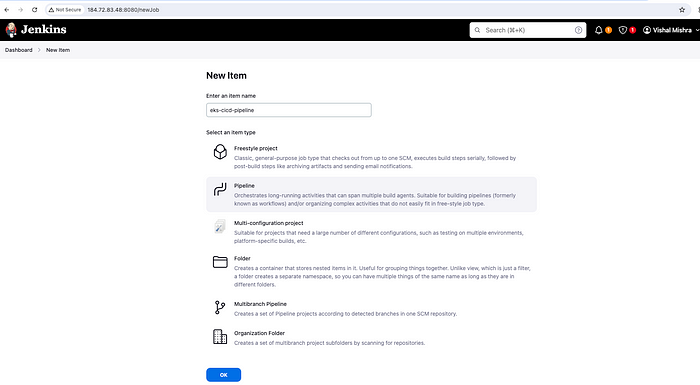 Not Secure 184.72.83.48:8080/newJob
Jenkins
Search (⌘+K)
1
1
Vishal Mishra
Dashboard > New Item
New Item
Enter an item name
eks-cicd-pipeline
Select an item type
Freestyle project
Classic, general-purpose job type that checks out from up to one SCM, executes build steps serially, followed by
post-build steps like archiving artifacts and sending email notifications.
Pipeline
Orchestrates long-running activities that can span multiple build agents. Suitable for building pipelines (formerly
known as workflows) and/or organizing complex activities that do not easily fit in free-style job type.
Multi-configuration project
Suitable for projects that need a large number of different configurations, such as testing on multiple environments,
platform-specific builds, etc.
Folder
Creates a container that stores nested items in it. Useful for grouping things together. Unlike view, which is just a filter,
a folder creates a separate namespace, so you can have multiple things of the same name as long as they are in
different folders.
Multibranch Pipeline
Creates a set of Pipeline projects according to detected branches in one SCM repository.
Organization Folder
Creates a set of multibranch project subfolders by scanning for repositories.
OK